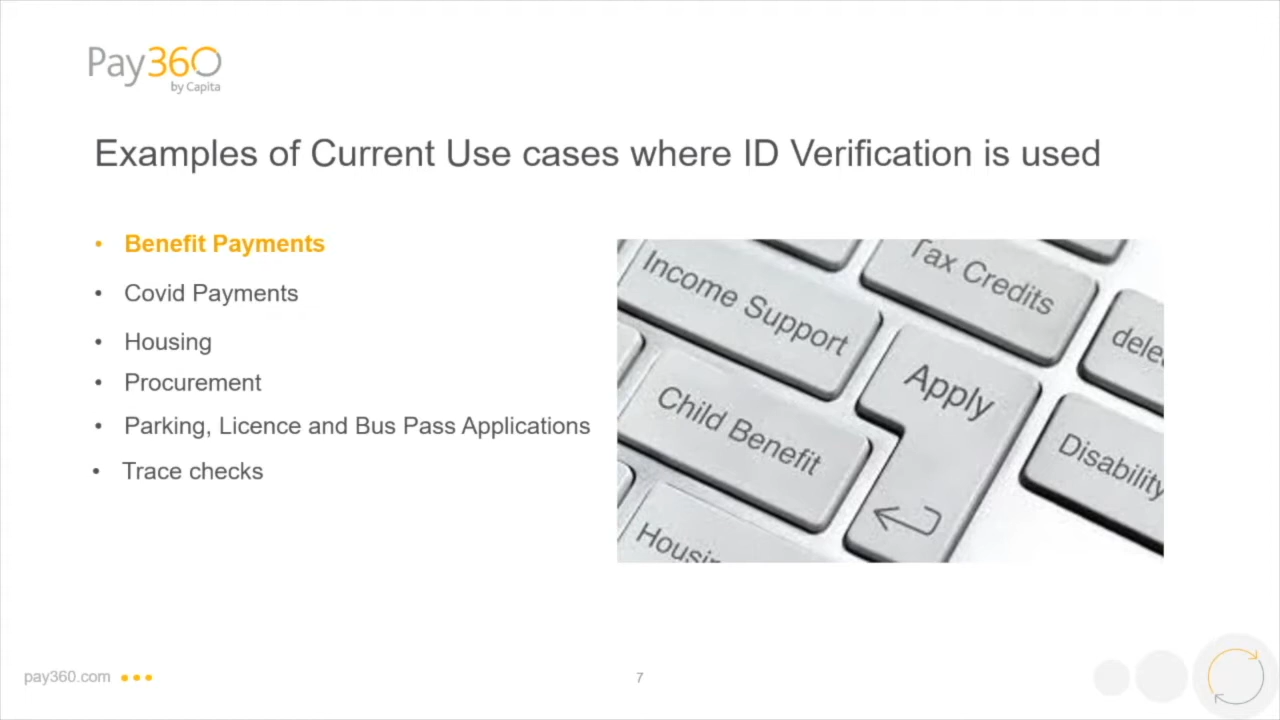 Pay360
by Capita
Examples of Current Use cases where ID Verification is used
• Benefit Payments
• Covid Payments
• Housing
• Procurement
• Parking, Licence and Bus Pass Applications
• Trace checks
Tax Credits
Income Support
dele
Apply
Child Benefit
Disability
Housi
pay360.com
7